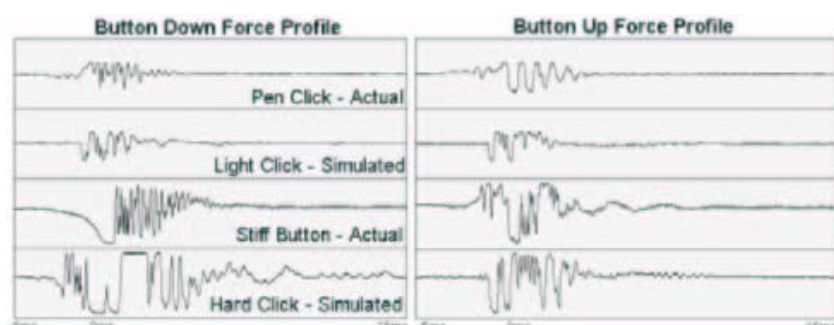 Button Down Force Profile
Button Up Force Profile
Pen Click - Actual
Light Click - Simulated
Stiff Button - Actual
Hard Click - Simulated